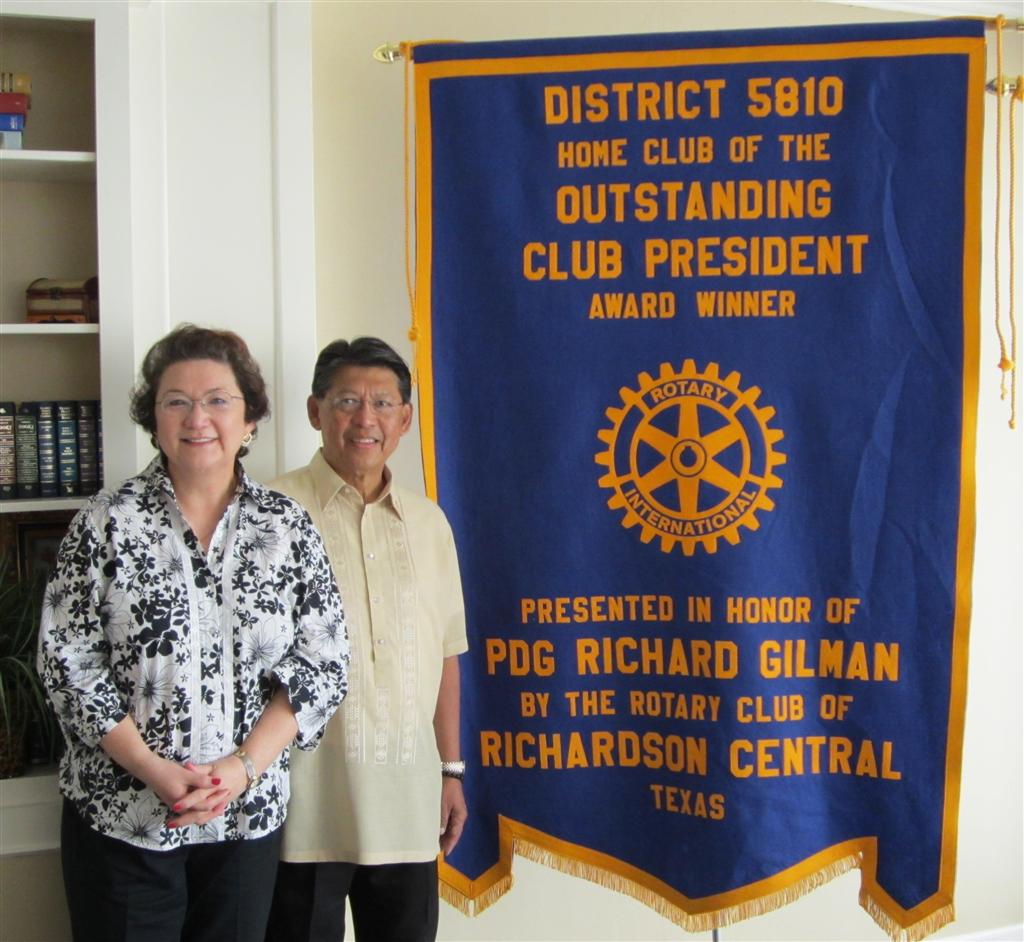 DISTRICT 5810
HOME CLUB OF THE
OUTSTANDING
CLUB PRESIDENT
AWARD WINNER
ROTARY
INTERNATIONAL
PRESENTED IN HONOR OF
PDG RICHARD GILMAN
BY THE ROTARY CLUB OF
RICHARDSON CENTRAL
TEXAS